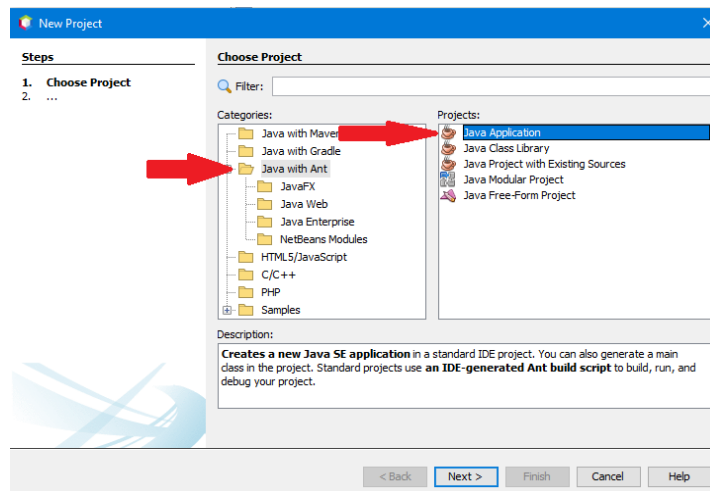 New Project
Steps
1. Choose Project
2. ...
Choose Project
Filter:
Categories:
Java with Maven
Java with Gradle
Java with Ant
JavaFX
Java Web
Java Enterprise
NetBeans Modules
HTML5/JavaScript
C/C++
PHP
Samples
Projects:
Java Application
Java Class Library
Java Project with Existing Sources
Java Modular Project
Java Free-Form Project
Description:
Creates a new Java SE application in a standard IDE project. You can also generate a main
class in the project. Standard projects use an IDE-generated Ant build script to build, run, and
debug your project.
< Back
Next >
Finish
Cancel
Help